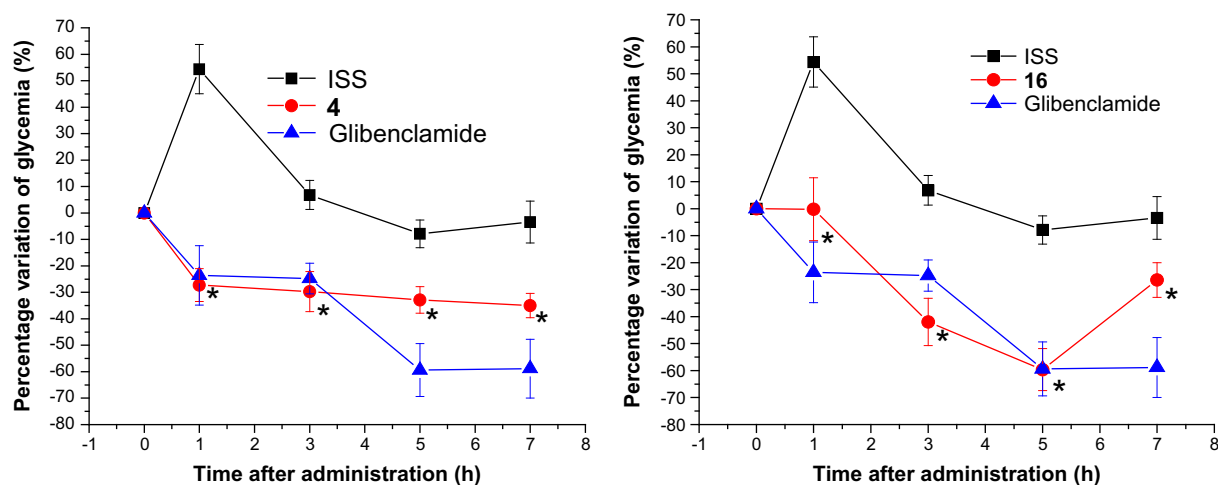 Percentage variation of glycemia (%)
70
60
50
40
30
20
10
0
-10
-20
-30
-40
-50
-60
-70
-80
ISS
4
Glibenclamide
* * * *
-1 0 1 2 3 4 5 6 7 8
Time after administration (h)
Percentage variation of glycemia (%)
70
60
50
40
30
20
10
0
-10
-20
-30
-40
-50
-60
-70
-80
ISS
16
Glibenclamide
* * * *
-1 0 1 2 3 4 5 6 7 8
Time after administration (h)